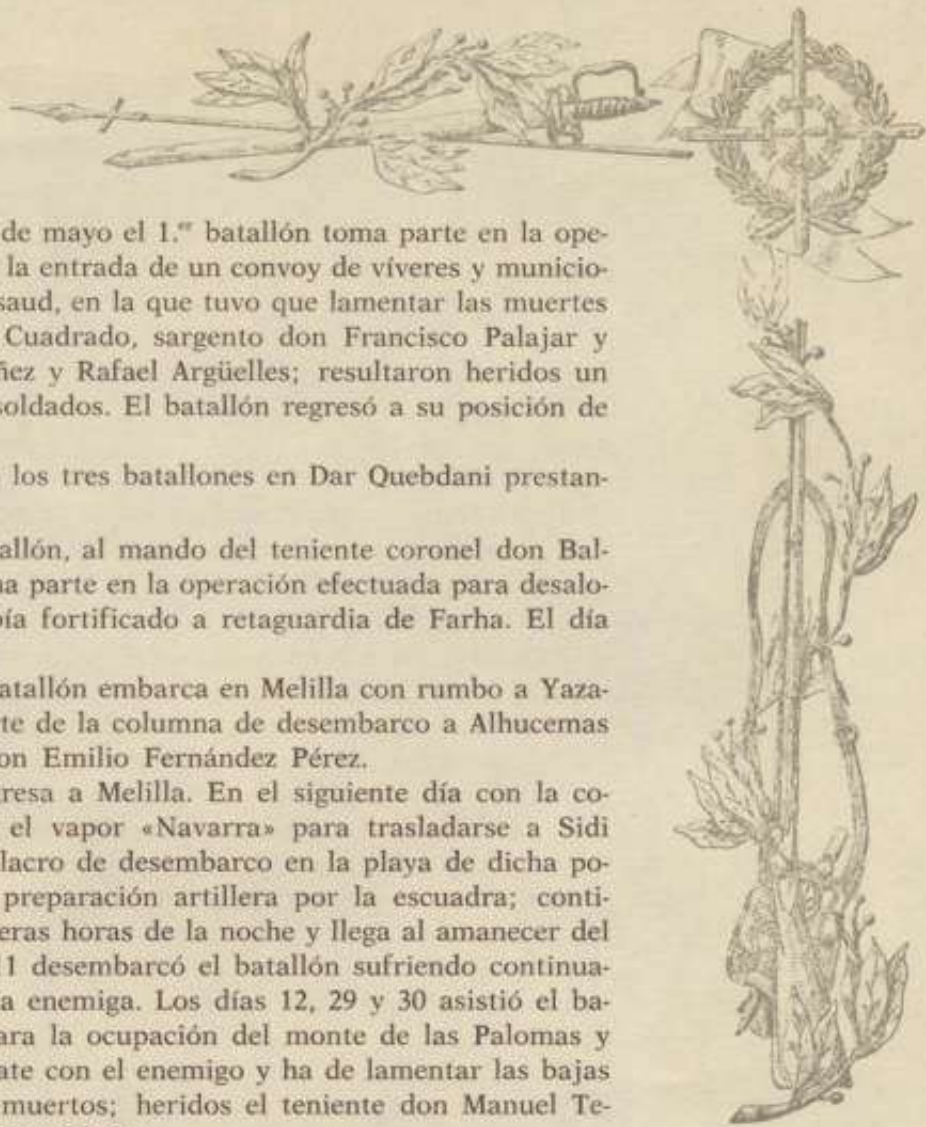 de mayo el 1.er batallón toma parte en la ope-
la entrada de un convoy de víveres y municio-
saud, en la que tuvo que lamentar las muertes
Cuadrado, sargento don Francisco Palajar y
ñez y Rafael Argüelles; resultaron heridos un
soldados. El batallón regresó a su posición de
los tres batallones en Dar Quebdani prestan-
allón, al mando del teniente coronel don Bal-
na parte en la operación efectuada para desalo-
bía fortificado a retaguardia de Farha. El día
batallón embarca en Melilla con rumbo a Yaza-
rte de la columna de desembarco a Alhucemas
on Emilio Fernández Pérez.
resa a Melilla. En el siguiente día con la co-
el vapor «Navarra» para trasladarse a Sidi
lacro de desembarco en la playa de dicha po-
preparación artillera por la escuadra; conti-
eras horas de la noche y llega al amanecer del
11 desembarcó el batallón sufriendo continua-
a enemiga. Los días 12, 29 y 30 asistió el ba-
ara la ocupación del monte de las Palomas y
ate con el enemigo y ha de lamentar las bajas
muertos; heridos el teniente don Manuel Te-